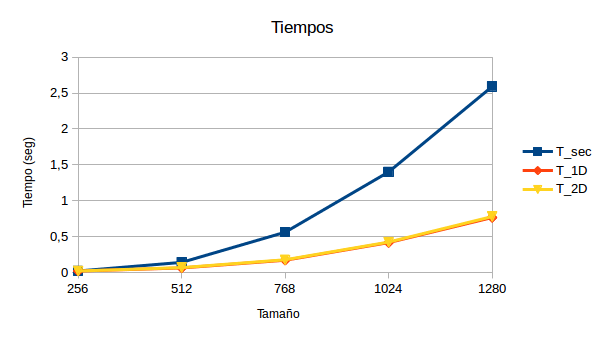 Tiempos
3
2,5
2
1,5
1
0,5
0
Tiempo (seg)
256 512 768 1024 1280
Tamaño
T_sec
T_1D
T_2D